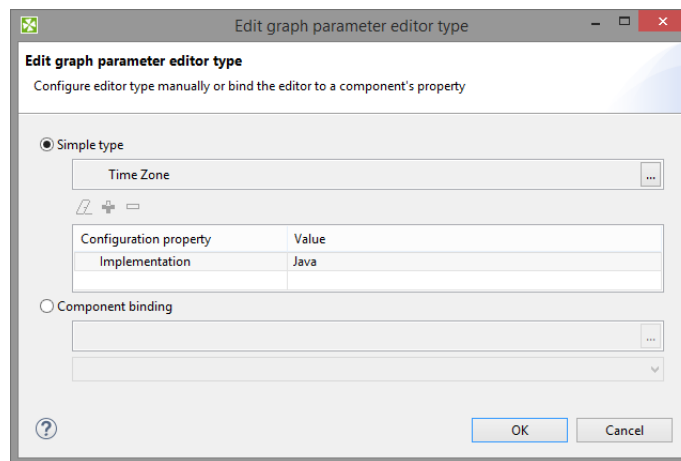 Edit graph parameter editor type
Edit graph parameter editor type
Configure editor type manually or bind the editor to a component's property
Simple type
Time Zone
...
Configuration property Value
Implementation Java
Component binding
...
?
OK Cancel